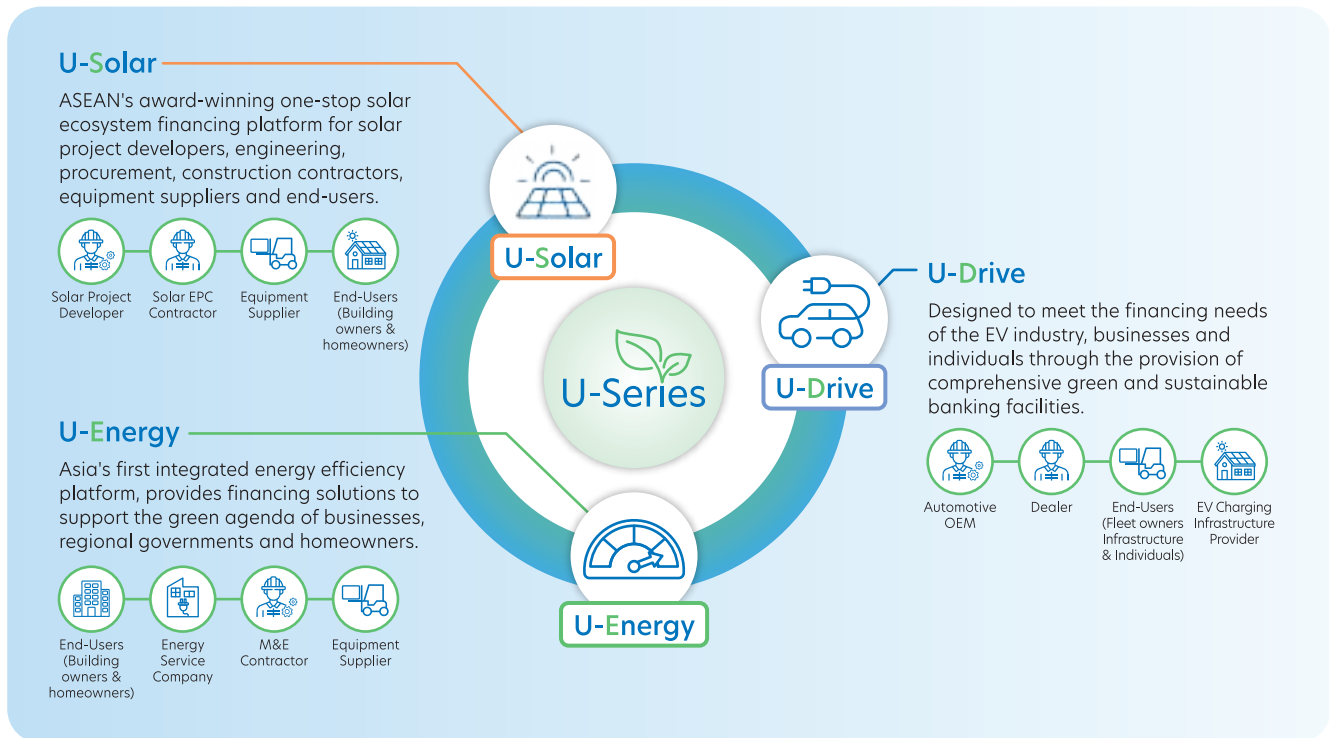 U-Solar
ASEAN's award-winning one-stop solar
ecosystem financing platform for solar
project developers, engineering,
procurement, construction contractors,
equipment suppliers and end-users.
Solar Project
Developer
Solar EPC
Contractor
Equipment
Supplier
End-Users
(Building
owners &
homeowners)
U-Energy
Asia's first integrated energy efficiency
platform, provides financing solutions to
support the green agenda of businesses,
regional governments and homeowners.
End-Users
(Building
owners &
homeowners)
Energy
Service
Company
M&E
Contractor
Equipment
Supplier
U-Solar
U-Series
U-Drive
U-Energy
U-Drive
Designed to meet the financing needs
of the EV industry, businesses and
individuals through the provision of
comprehensive green and sustainable
banking facilities.
Automotive
OEM
Dealer
End-Users
(Fleet owners
Infrastructure
& Individuals)
EV Charging
Infrastructure
Provider